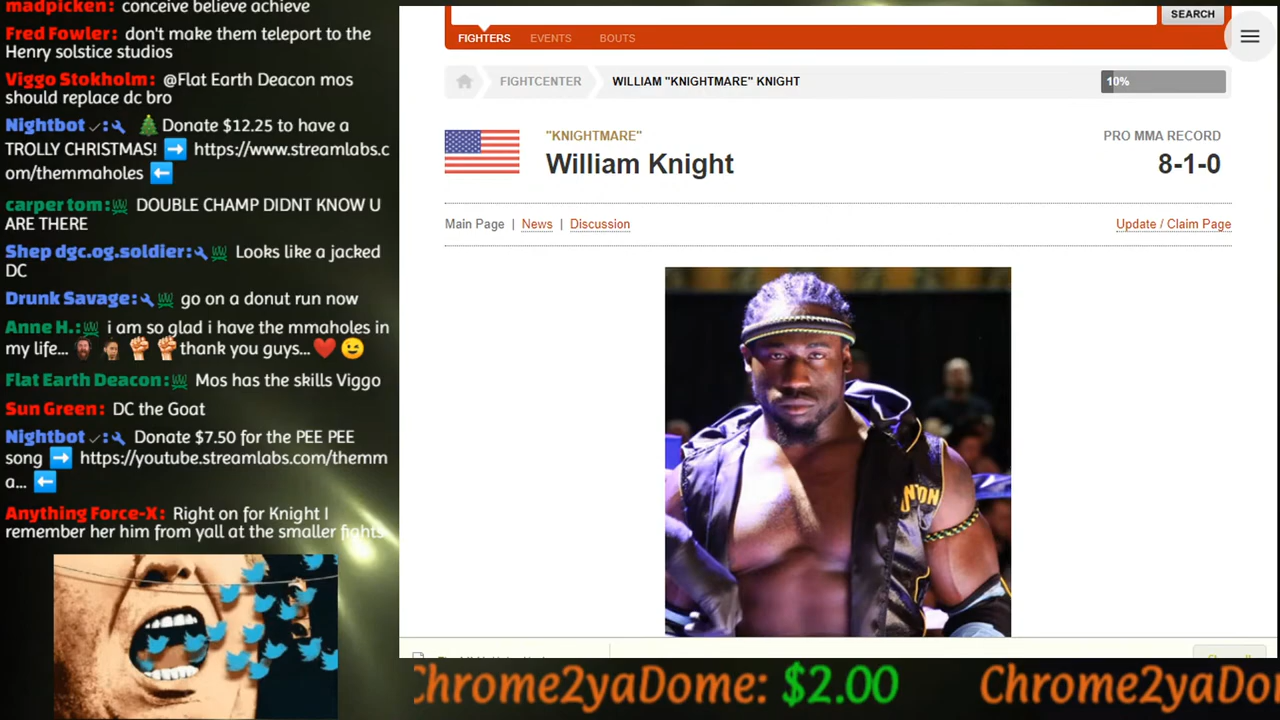 madpicken: conceive believe achieve
Fred Fowler: don't make them teleport to the
Henry solstice studios
Viggo Stokholm: @Flat Earth Deacon mos
should replace dc bro
Nightbot ✓:🔧 🎄 Donate $12.25 to have a
TROLLY CHRISTMAS! ➡️ https://www.streamlabs.c
om/themmaholes ⬅️
carper tom: DOUBLE CHAMP DIDNT KNOW U
ARE THERE
Shep dgc.og.soldier: Looks like a jacked
DC
Drunk Savage: go on a donut run now
Anne H.: i am so glad i have the mmaholes in
my life... thank you guys...❤️😉
Flat Earth Deacon: Mos has the skills Viggo
Sun Green: DC the Goat
Nightbot ✓:🔧 Donate $7.50 for the PEE PEE
song ➡️ https://youtube.streamlabs.com/themm
a... ⬅️
Anything Force-X: Right on for Knight I
remember her him from yall at the smaller fights
SEARCH
FIGHTERS EVENTS BOUTS
FIGHTCENTER WILLIAM "KNIGHTMARE" KNIGHT 10%
"KNIGHTMARE" PRO MMA RECORD
William Knight 8-1-0
Main Page | News | Discussion Update / Claim Page
Chrome2yaDome: $2.00 Chrome2yaDo